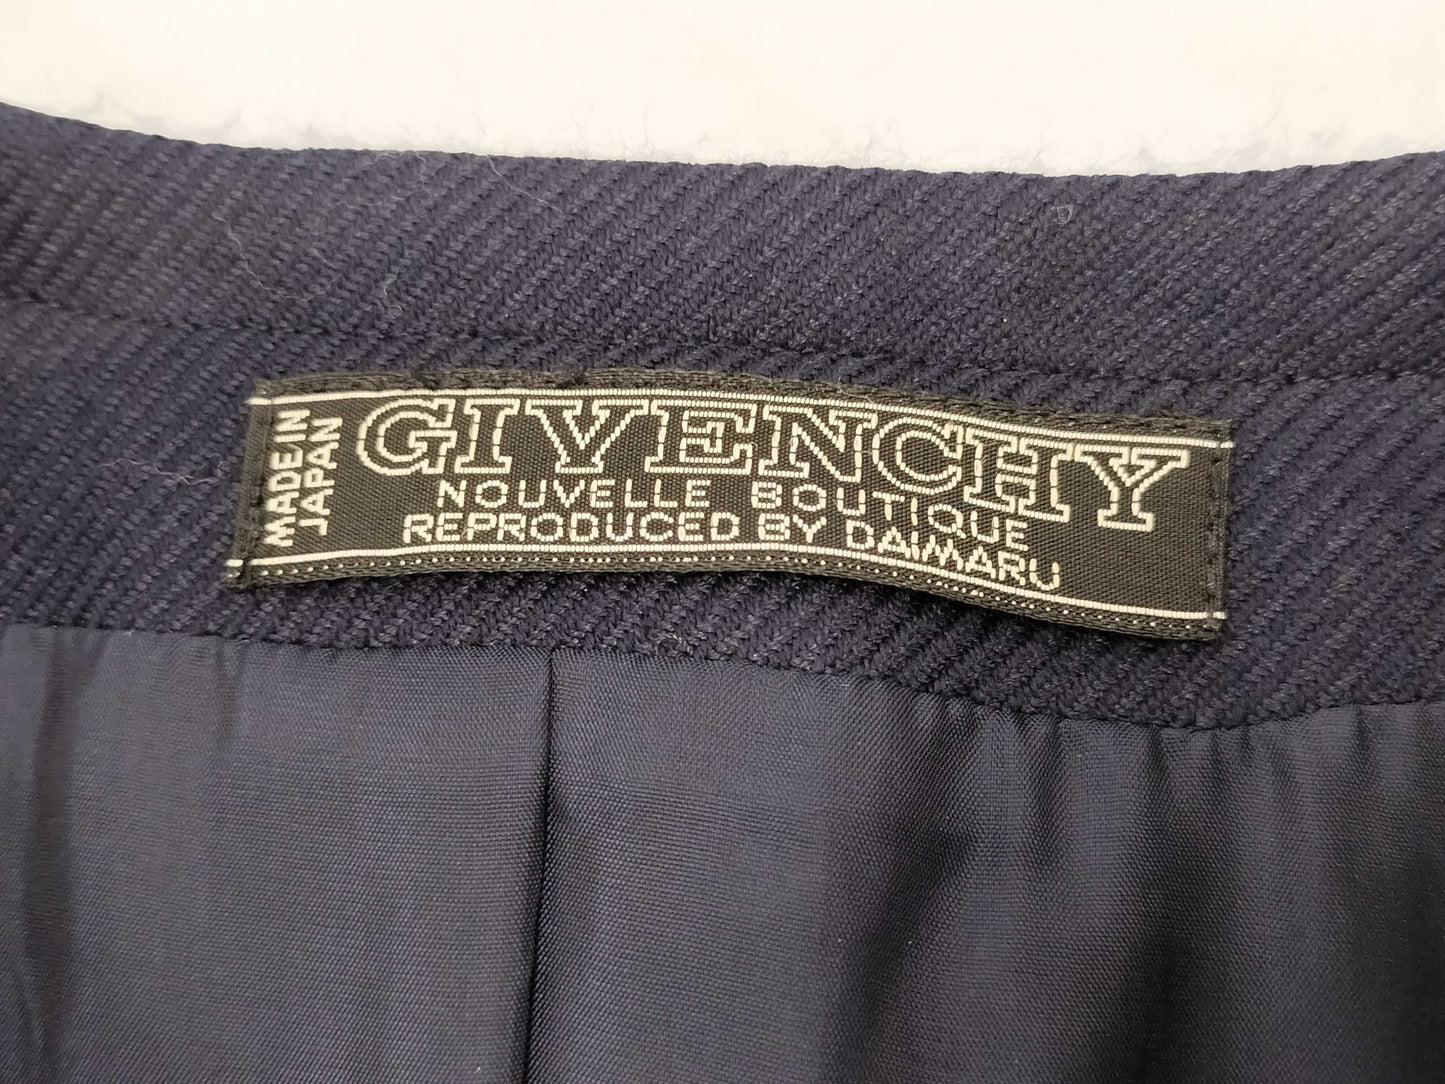 MADE IN
JAPAN
GIVENCHY
NOUVELLE BOUTIQUE
REPRODUCED BY DAIMARU